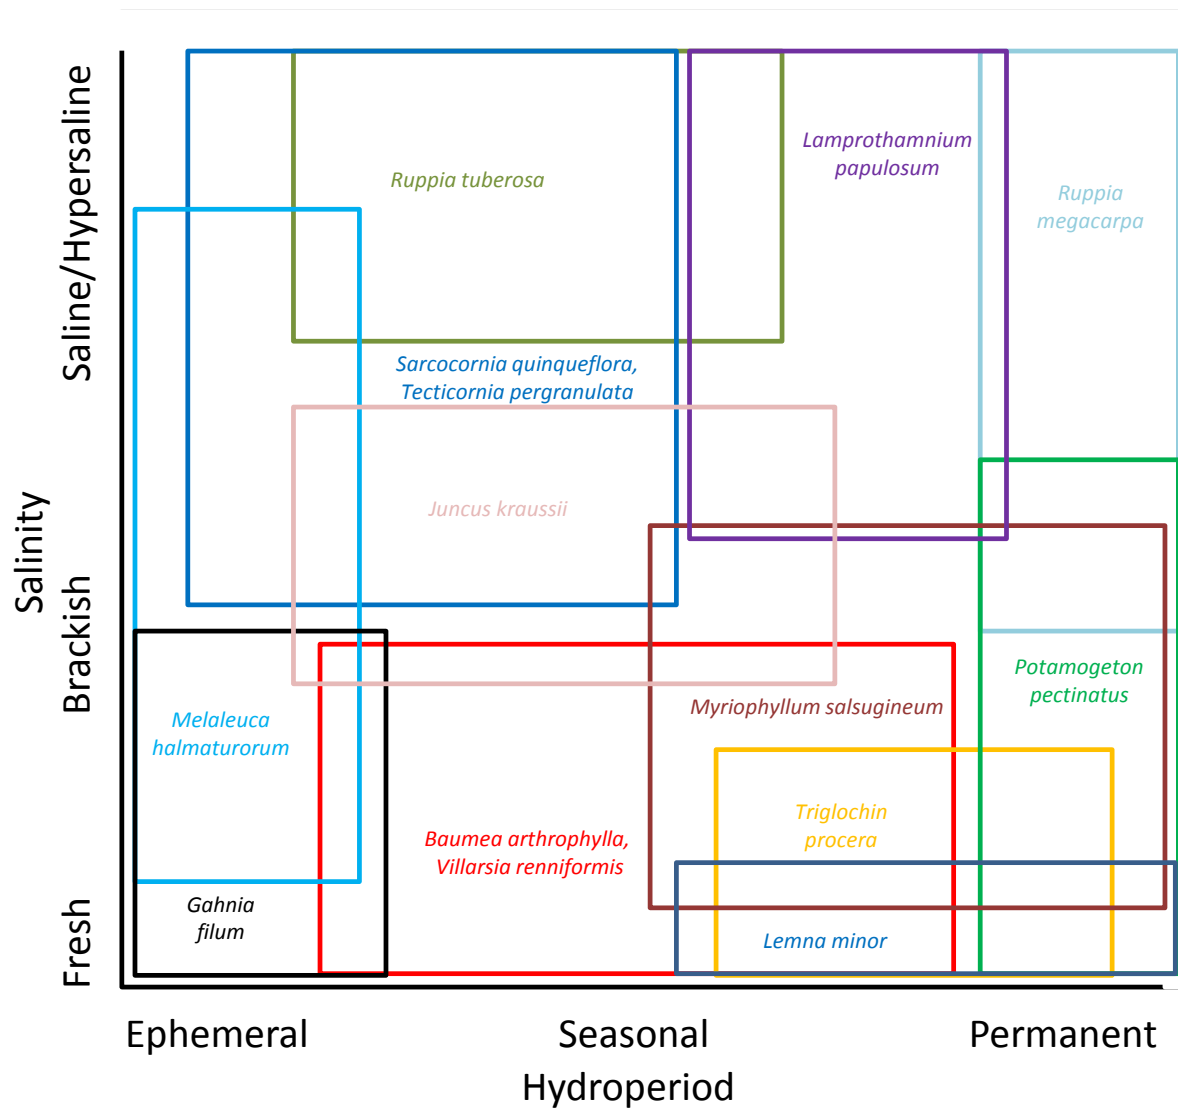 Saline/Hypersaline
Brackish
Fresh
Salinity
Lamprothamnium
papulosum
Ruppia tuberosa
Ruppia
megacarpa
Sarcocornia quinqueflora,
Tecticornia pergranulata
Juncus kraussii
Melaleuca
halmaturorum
Myriophyllum salsugineum
Potamogeton
pectinatus
Triglochin
procera
Baumea arthrophylla,
Villarsia renniformis
Gahnia
filum
Lemna minor
Ephemeral
Seasonal
Permanent
Hydroperiod